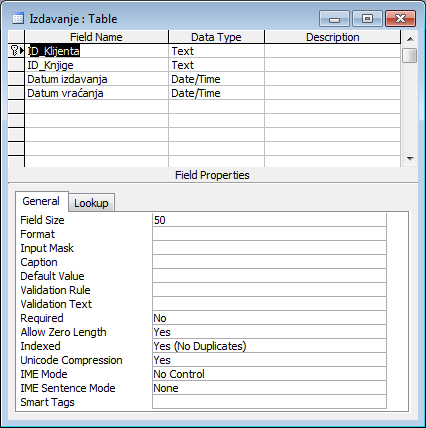 Izdavanje : Table
Field Name Data Type Description
ID_Klijenta Text
ID_Knjige Text
Datum izdavanja Date/Time
Datum vraćanja Date/Time
Field Properties
General Lookup
Field Size 50
Format
Input Mask
Caption
Default Value
Validation Rule
Validation Text
Required No
Allow Zero Length Yes
Indexed Yes (No Duplicates)
Unicode Compression Yes
IME Mode No Control
IME Sentence Mode None
Smart Tags